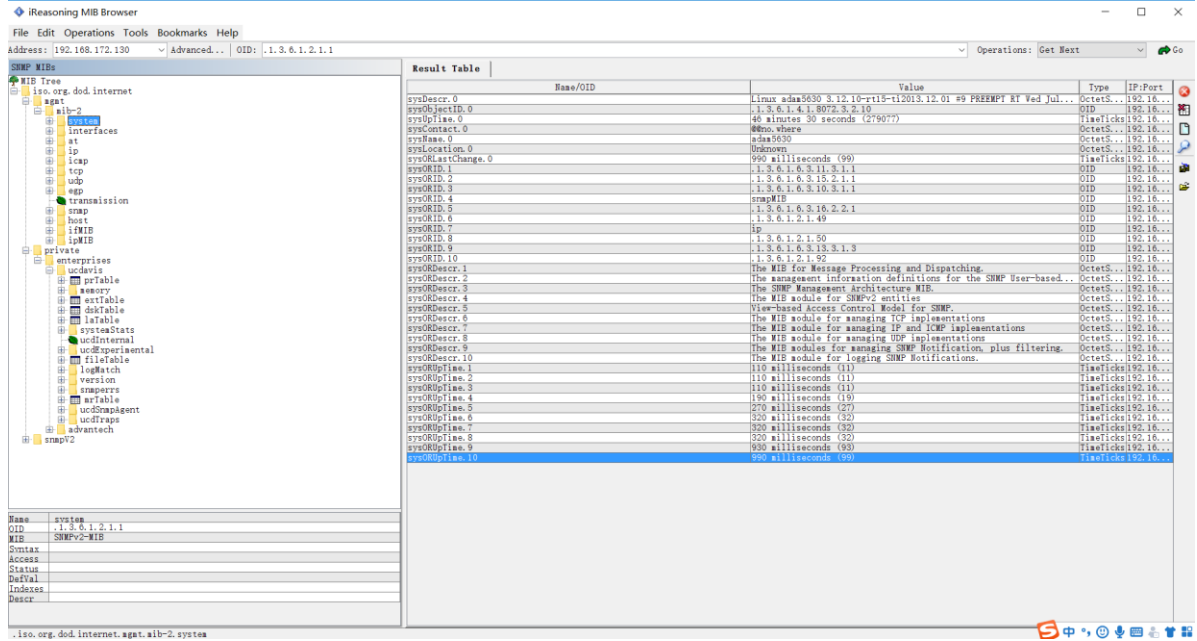 iReasoning MIB Browser
File Edit Operations Tools Bookmarks Help
Address: 192.168.172.130 Advanced... OID: .1.3.6.1.2.1.1 Operations: Get Next Go
SNMP MIBs
MIB Tree
iso.org.dod.internet
mgmt
mib-2
system
interfaces
at
ip
icmp
tcp
udp
egp
transmission
snmp
host
ifMIB
ipMIB
private
enterprises
ucdavis
prTable
memory
extTable
dskTable
laTable
systemStats
ucdInternal
ucdExperimental
fileTable
logMatch
version
snmperrs
mrTable
ucdSnmpAgent
ucdTraps
advantech
snmpV2
Name system
OID .1.3.6.1.2.1.1
MIB SNMPv2-MIB
Syntax
Access
Status
DefVal
Indexes
Descr
Result Table
Name/OID Value Type IP:Port
sysDescr.0 Linux adam5630 3.12.10-rt15-ti2013.12.01 #9 PREEMPT RT Wed Jul... OctetS... 192.16...
sysObjectID.0 .1.3.6.1.4.1.8072.3.2.10 OID 192.16...
sysUpTime.0 46 minutes 30 seconds (279077) TimeTicks 192.16...
sysContact.0 @@no.where OctetS... 192.16...
sysName.0 adam5630 OctetS... 192.16...
sysLocation.0 Unknown OctetS... 192.16...
sysORLastChange.0 990 milliseconds (99) TimeTicks 192.16...
sysORID.1 .1.3.6.1.6.3.11.3.1.1 OID 192.16...
sysORID.2 .1.3.6.1.6.3.15.2.1.1 OID 192.16...
sysORID.3 .1.3.6.1.6.3.10.3.1.1 OID 192.16...
sysORID.4 snmpMIB OID 192.16...
sysORID.5 .1.3.6.1.6.3.16.2.2.1 OID 192.16...
sysORID.6 .1.3.6.1.2.1.49 OID 192.16...
sysORID.7 ip OID 192.16...
sysORID.8 .1.3.6.1.2.1.50 OID 192.16...
sysORID.9 .1.3.6.1.6.3.13.3.1.3 OID 192.16...
sysORID.10 .1.3.6.1.2.1.92 OID 192.16...
sysORDescr.1 The MIB for Message Processing and Dispatching. OctetS... 192.16...
sysORDescr.2 The management information definitions for the SNMP User-based... OctetS... 192.16...
sysORDescr.3 The SNMP Management Architecture MIB. OctetS... 192.16...
sysORDescr.4 The MIB module for SNMPv2 entities OctetS... 192.16...
sysORDescr.5 View-based Access Control Model for SNMP. OctetS... 192.16...
sysORDescr.6 The MIB module for managing TCP implementations OctetS... 192.16...
sysORDescr.7 The MIB module for managing IP and ICMP implementations OctetS... 192.16...
sysORDescr.8 The MIB module for managing UDP implementations OctetS... 192.16...
sysORDescr.9 The MIB modules for managing SNMP Notification, plus filtering. OctetS... 192.16...
sysORDescr.10 The MIB module for logging SNMP Notifications. OctetS... 192.16...
sysORUpTime.1 110 milliseconds (11) TimeTicks 192.16...
sysORUpTime.2 110 milliseconds (11) TimeTicks 192.16...
sysORUpTime.3 110 milliseconds (11) TimeTicks 192.16...
sysORUpTime.4 190 milliseconds (19) TimeTicks 192.16...
sysORUpTime.5 270 milliseconds (27) TimeTicks 192.16...
sysORUpTime.6 320 milliseconds (32) TimeTicks 192.16...
sysORUpTime.7 320 milliseconds (32) TimeTicks 192.16...
sysORUpTime.8 320 milliseconds (32) TimeTicks 192.16...
sysORUpTime.9 930 milliseconds (93) TimeTicks 192.16...
sysORUpTime.10 990 milliseconds (99) TimeTicks 192.16...
.iso.org.dod.internet.mgmt.mib-2.system
S 中